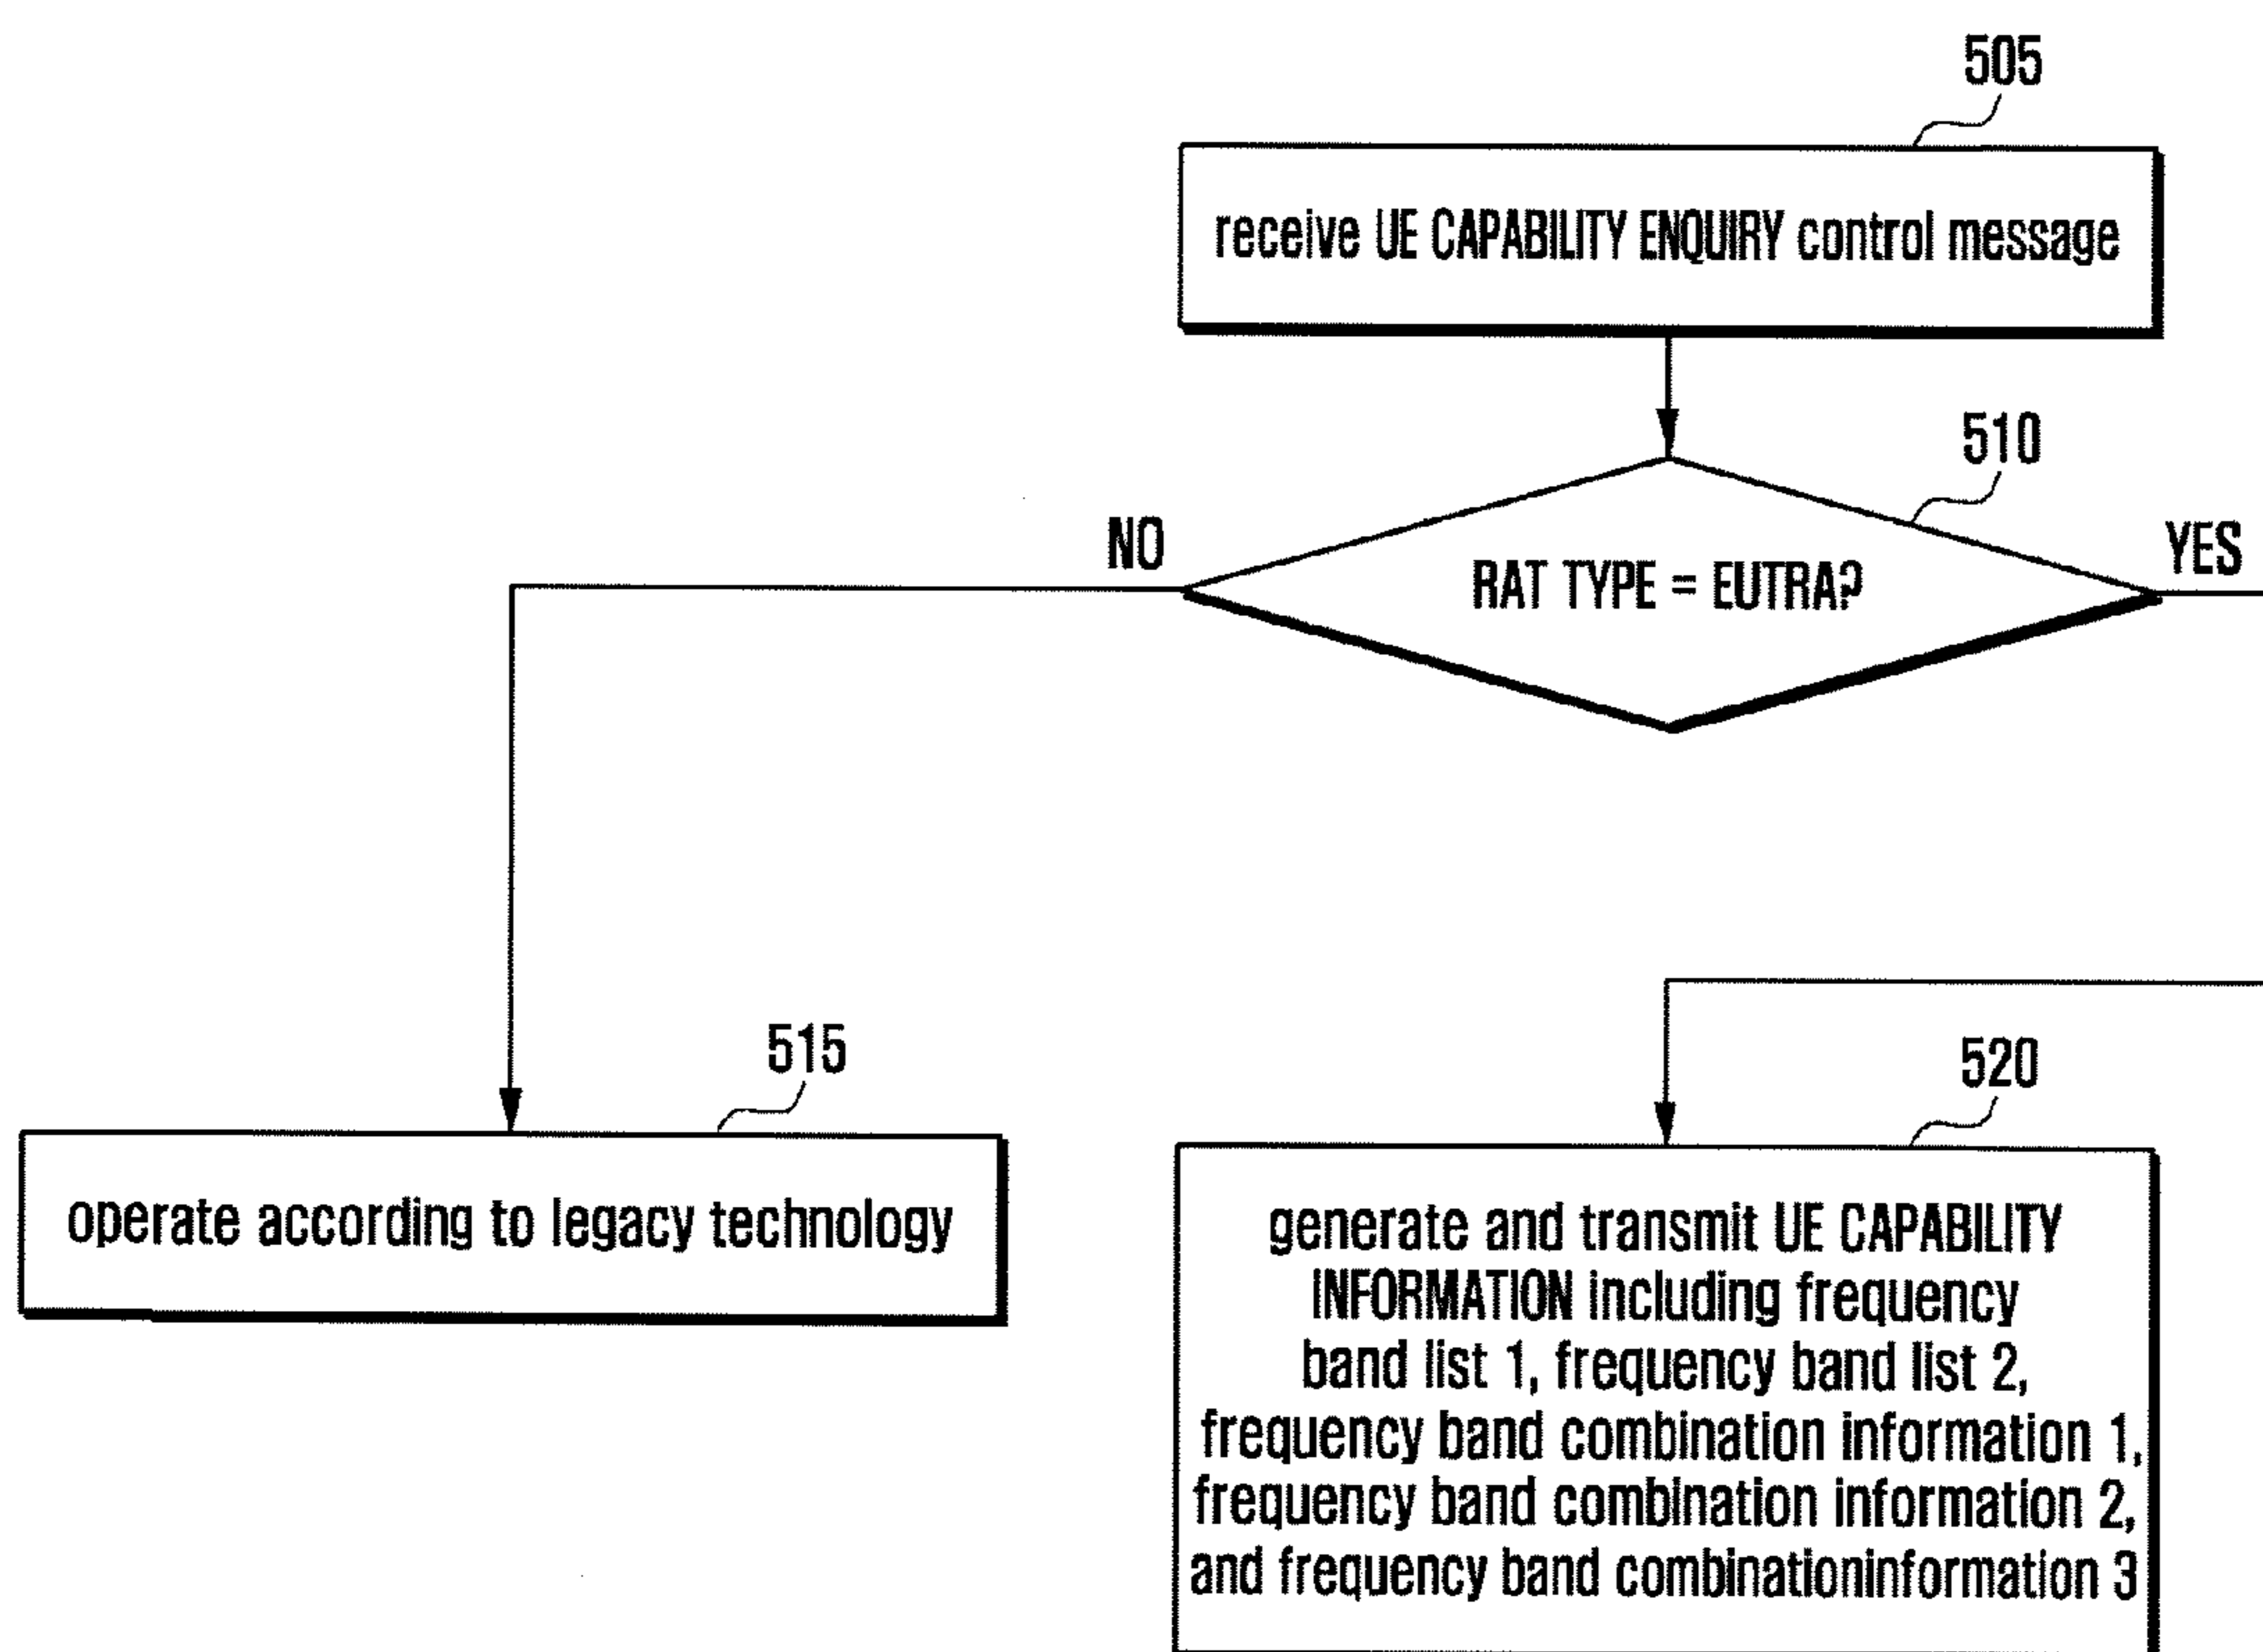 505
receive UE CAPABILITY ENQUIRY control message
510
NO
YES
RAT TYPE = EUTRA?
515
operate according to legacy technology
520
generate and transmit UE CAPABILITY
INFORMATION including frequency
band list 1, frequency band list 2,
frequency band combination information 1,
frequency band combination information 2,
and frequency band combinationinformation 3